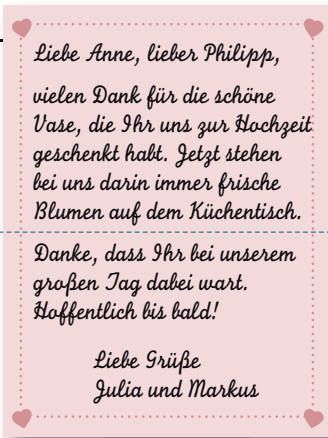 Liebe Anne, lieber Philipp,
vielen Dank für die schöne
Vase, die Ihr uns zur Hochzeit
geschenkt habt. Jetzt stehen
bei uns darin immer frische
Blumen auf dem Küchentisch.
Danke, dass Ihr bei unserem
großen Tag dabei wart.
Hoffentlich bis bald!
Liebe Grüße
Julia und Markus